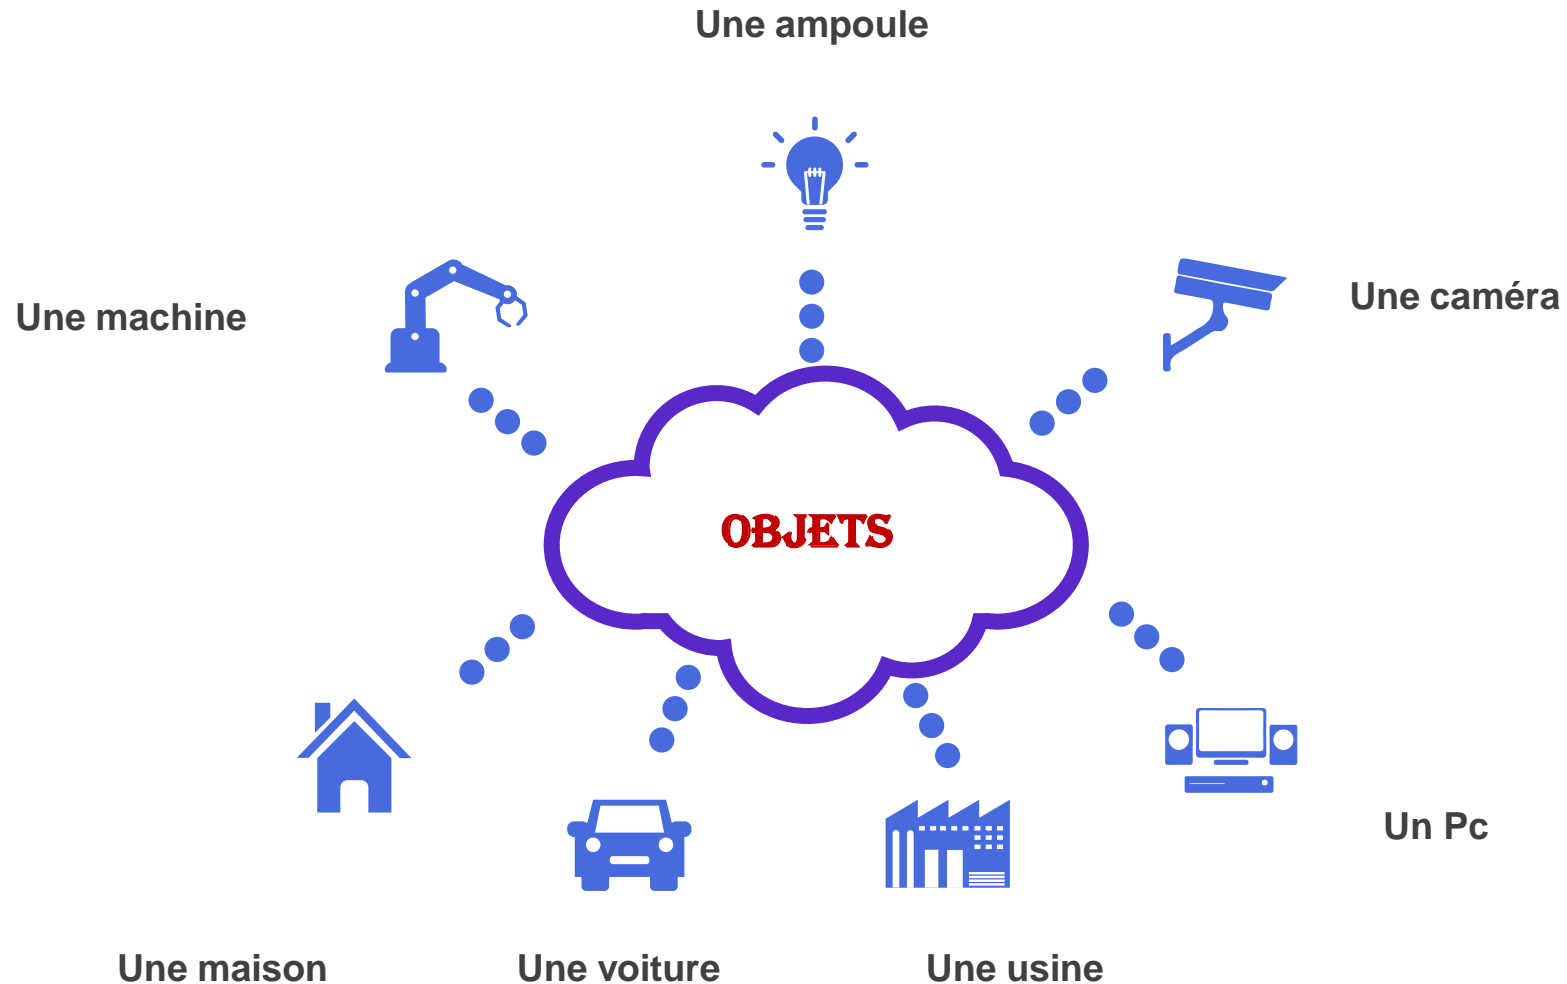 Une ampoule
Une machine
Une caméra
OBJETS
Un Pc
Une maison
Une voiture
Une usine